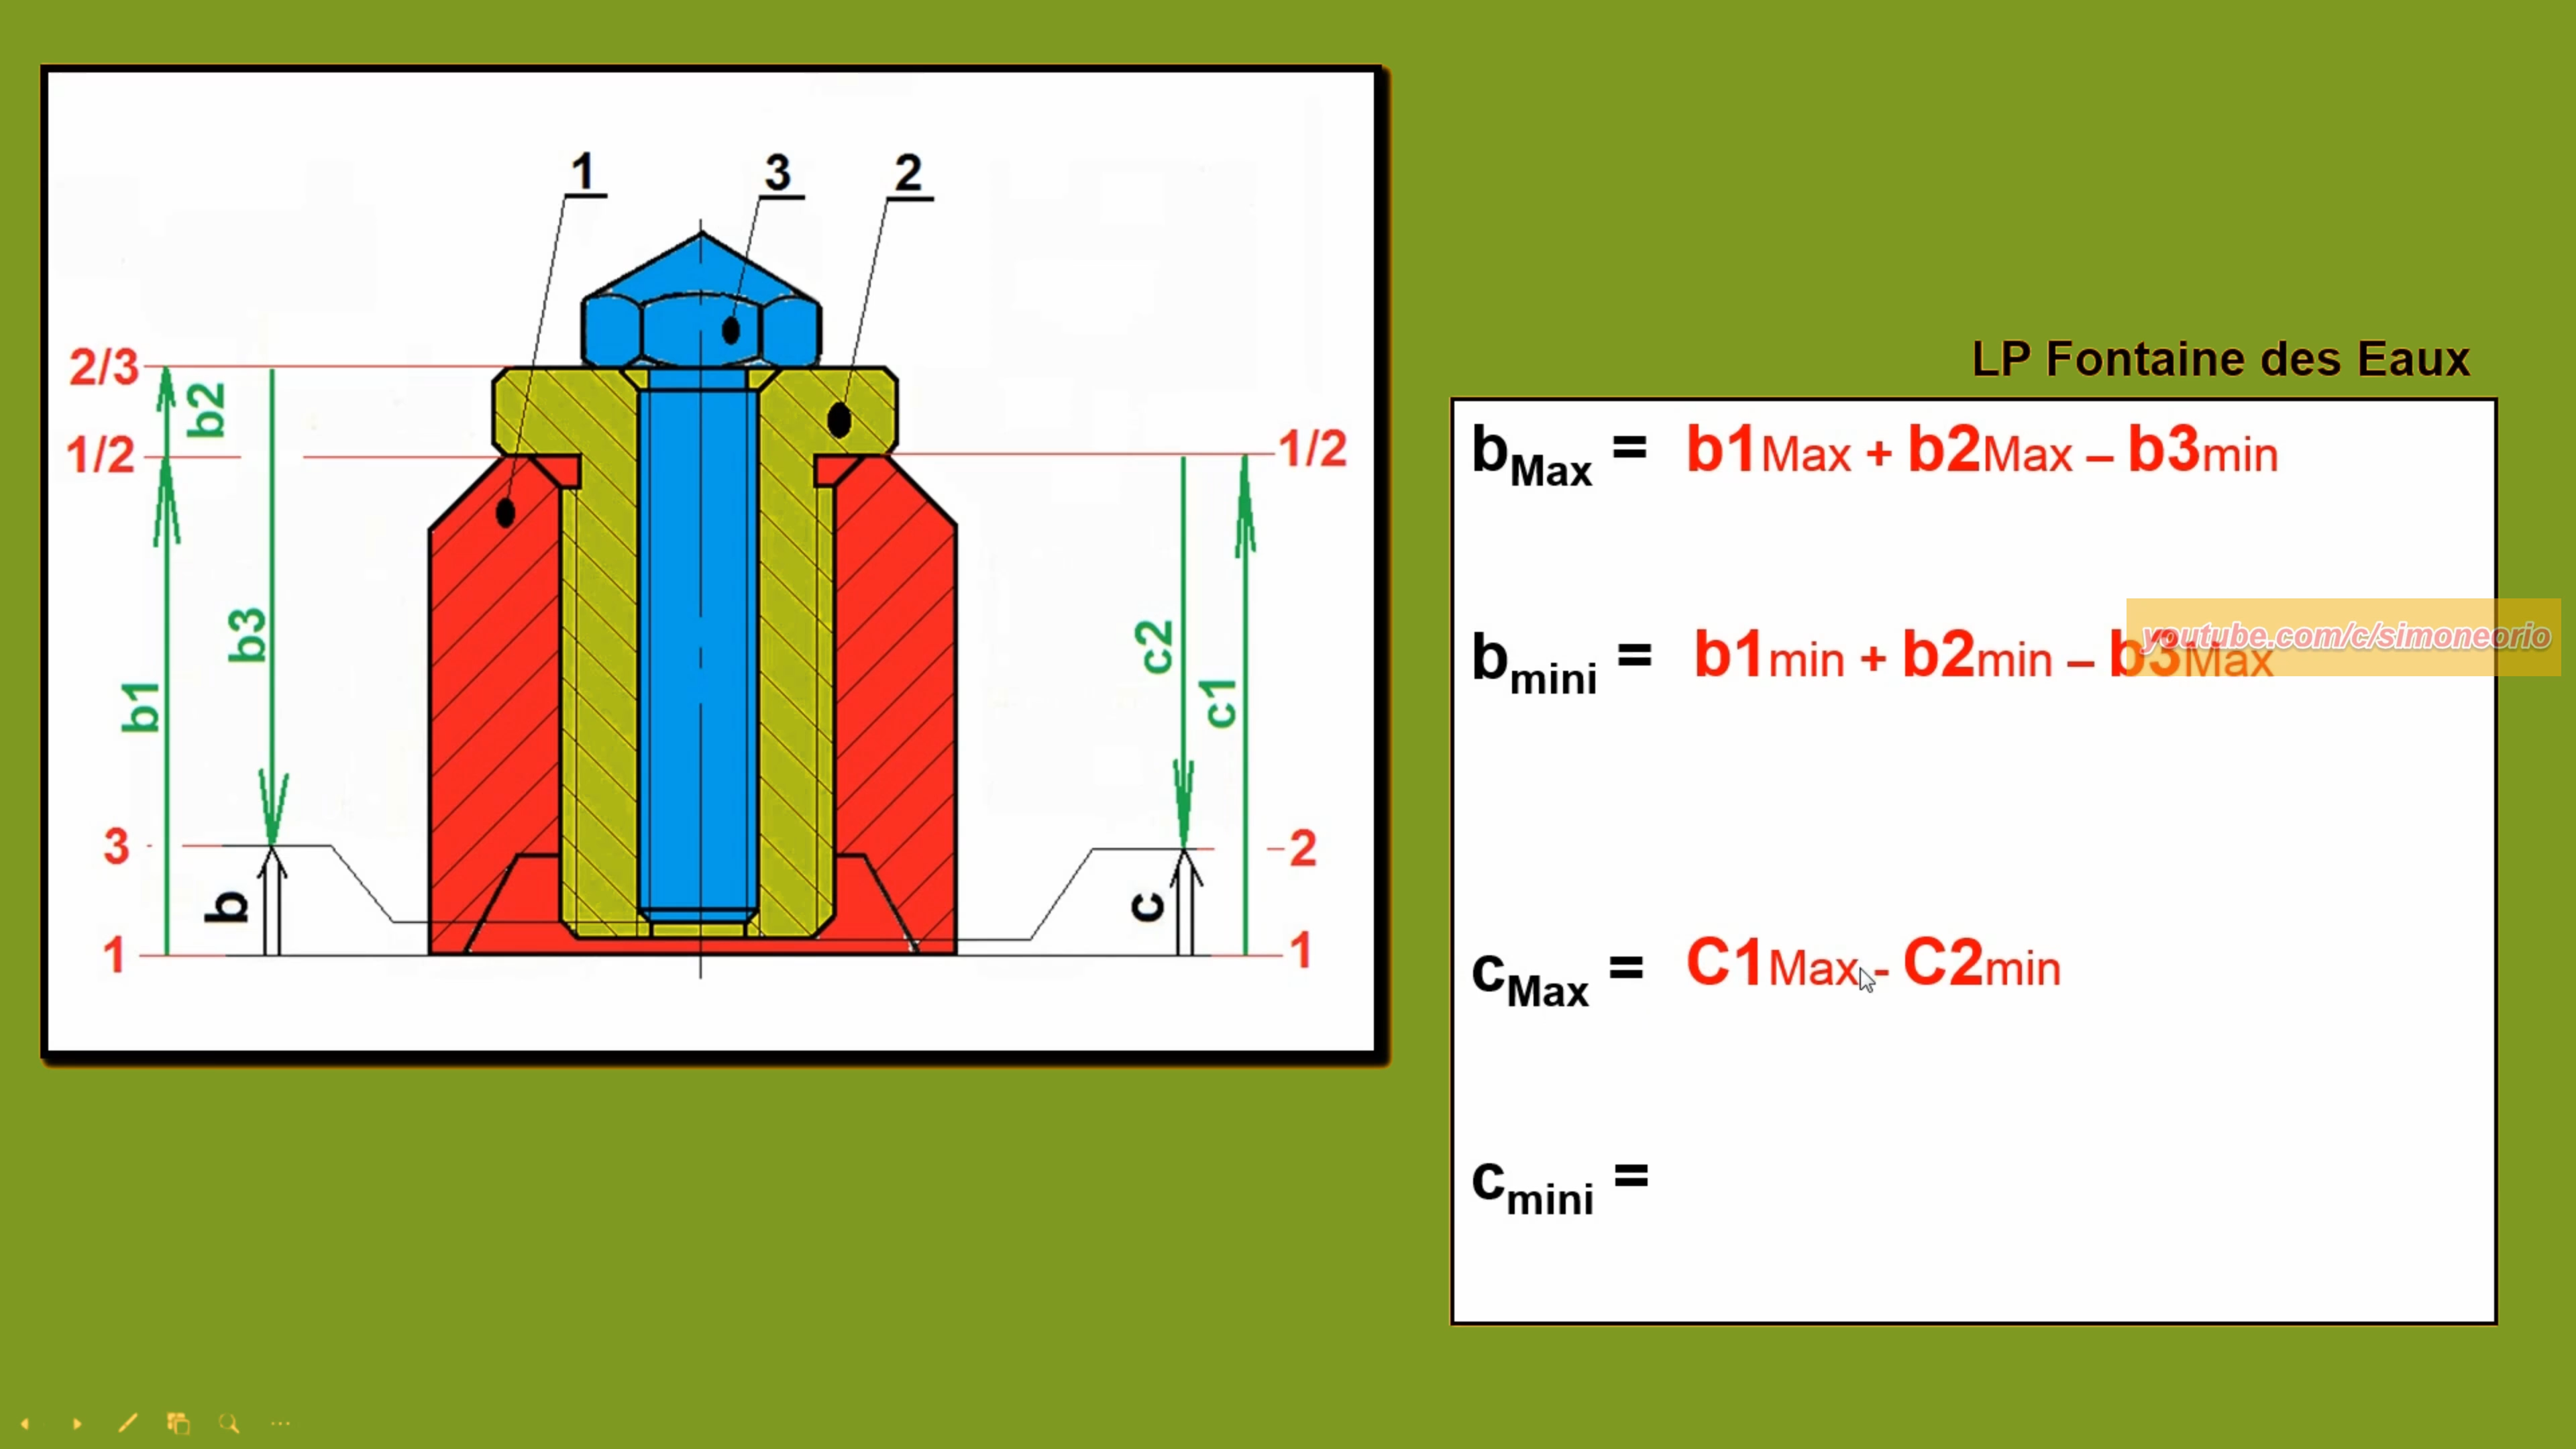 1 3 2
2/3
b2
1/2
1/2
b3
c2
b1
c1
3
2
b
c
1
1
LP Fontaine des Eaux
bMax = b1Max + b2Max – b3min
bmini = b1min + b2min – b3Max
youtube.com/c/simoneorio
cMax = C1Max - C2min
cmini =